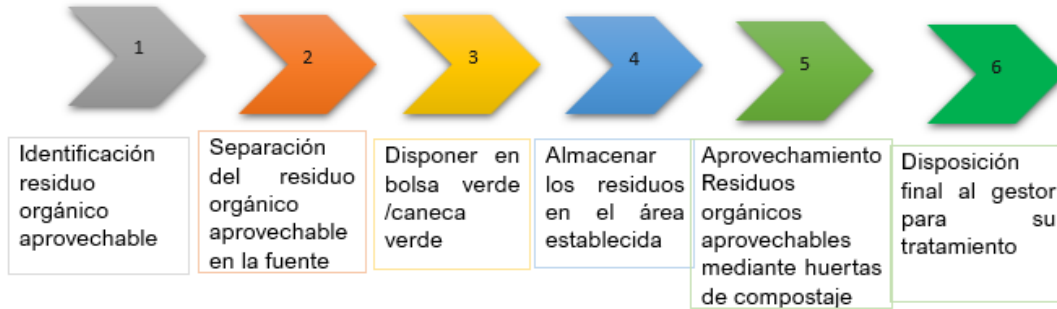 1
2
3
4
5
6
Identificación
residuo
orgánico
aprovechable
Separación
del residuo
orgánico
aprovechable
en la fuente
Disponer en
bolsa verde
/caneca
verde
Almacenar
los residuos
en el área
establecida
Aprovechamiento
Residuos
orgánicos
aprovechables
mediante huertas
de compostaje
Disposición
final al gestor
para su
tratamiento